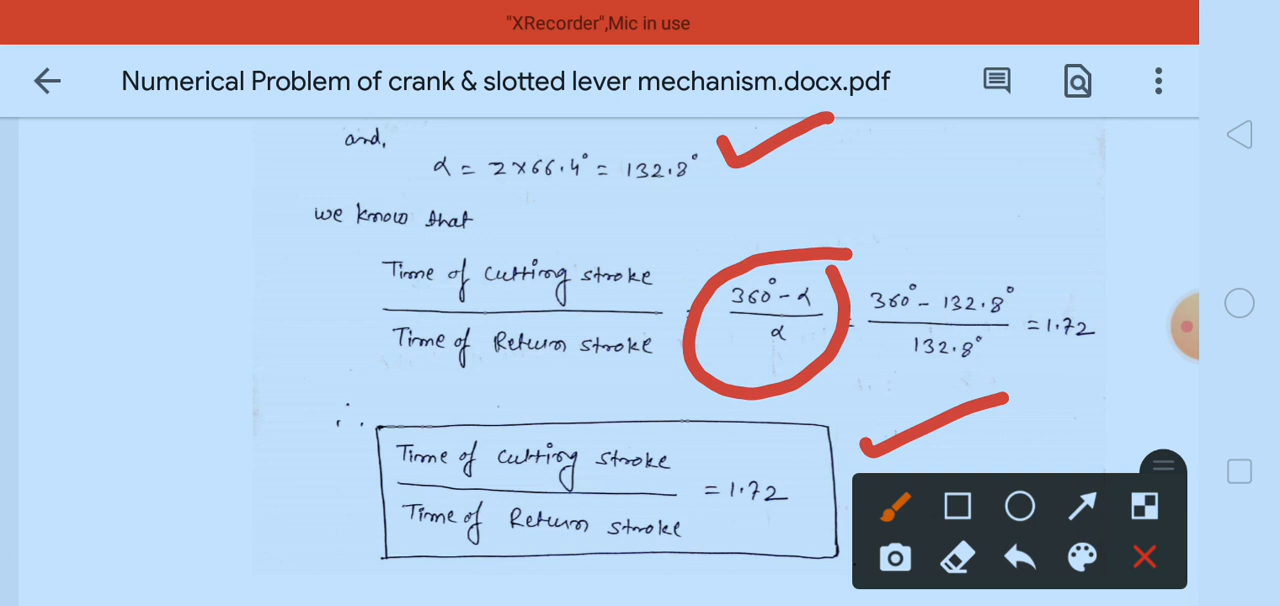 "XRecorder",Mic in use
Numerical Problem of crank & slotted lever mechanism.docx.pdf
and,
α = 2×66.4° = 132.8°
we know that
Time of cutting stroke / Time of Return stroke = 360°-α / α = 360°- 132.8° / 132.8° = 1.72
∴ Time of cutting stroke / Time of Return stroke = 1.72